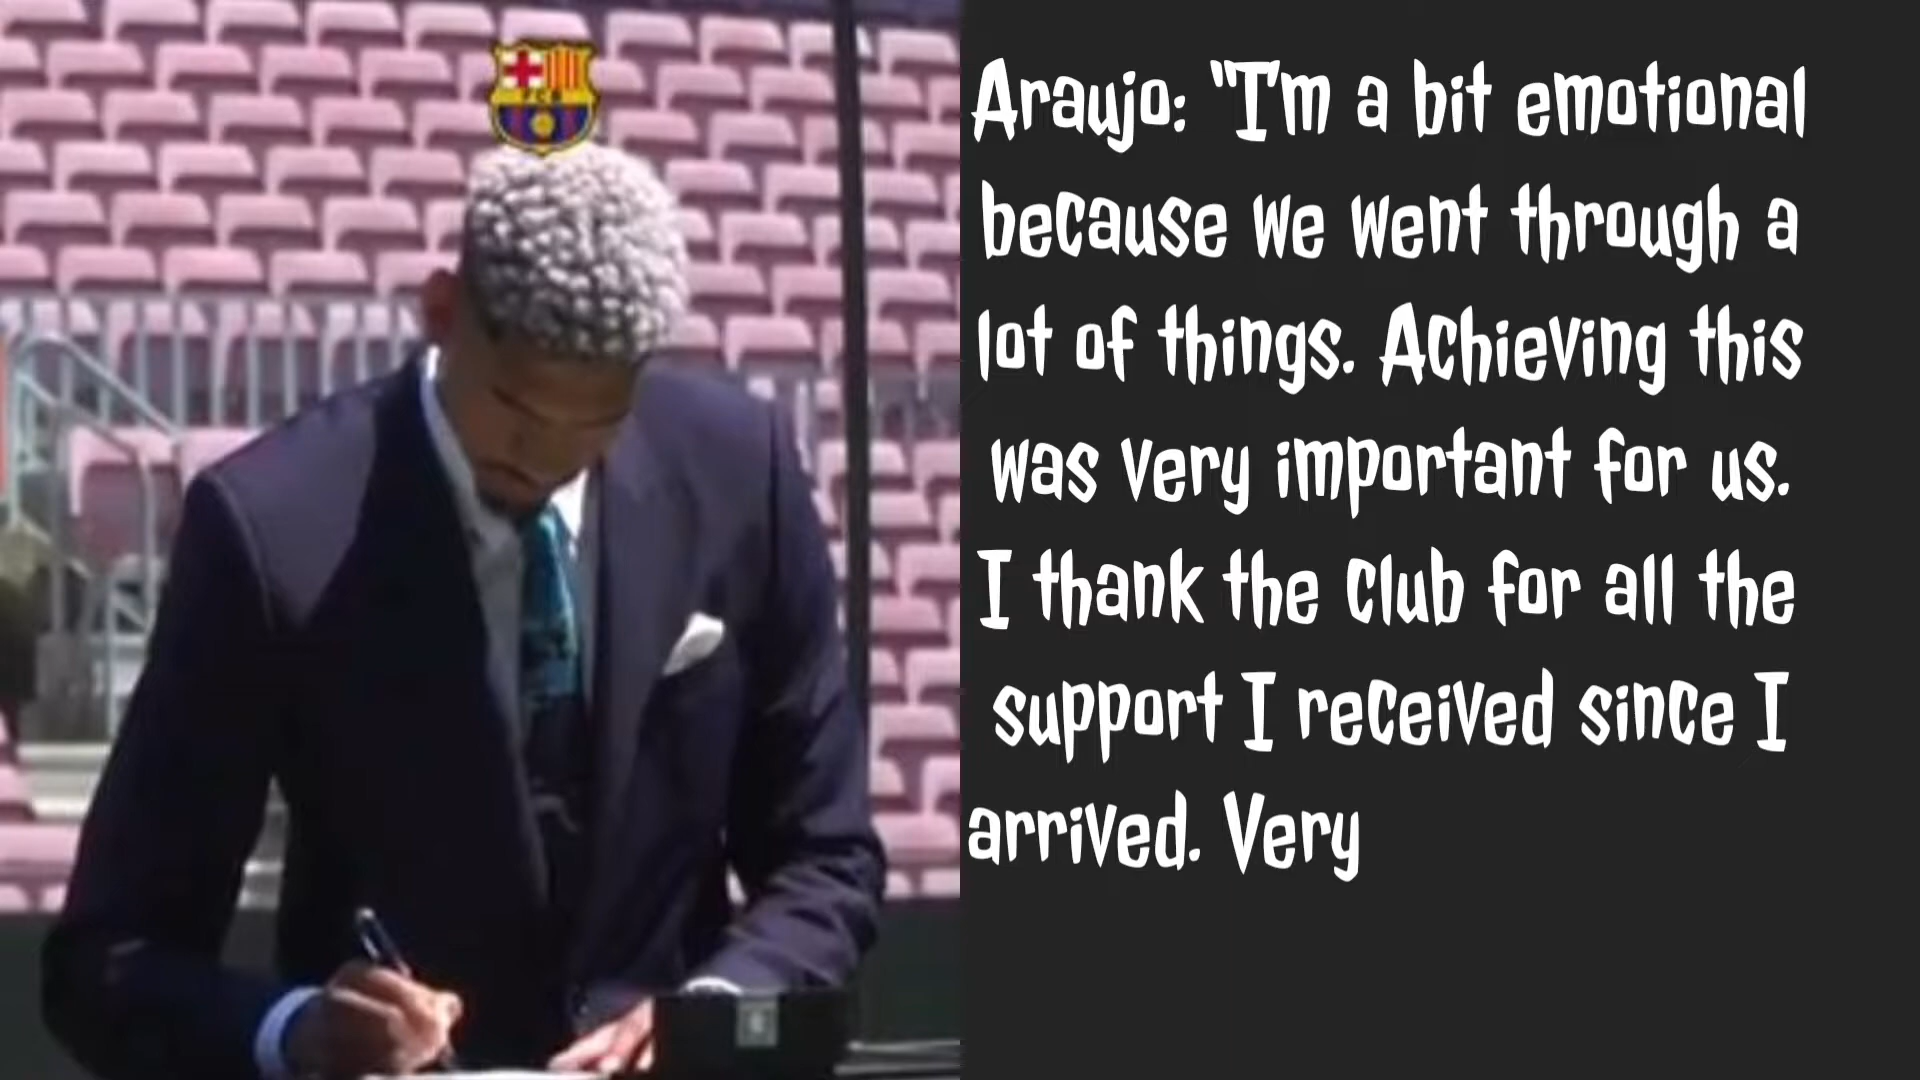 Araujo: "I'm a bit emotional
because we went through a
lot of things. Achieving this
was very important for us.
I thank the club for all the
support I received since I
arrived. Very